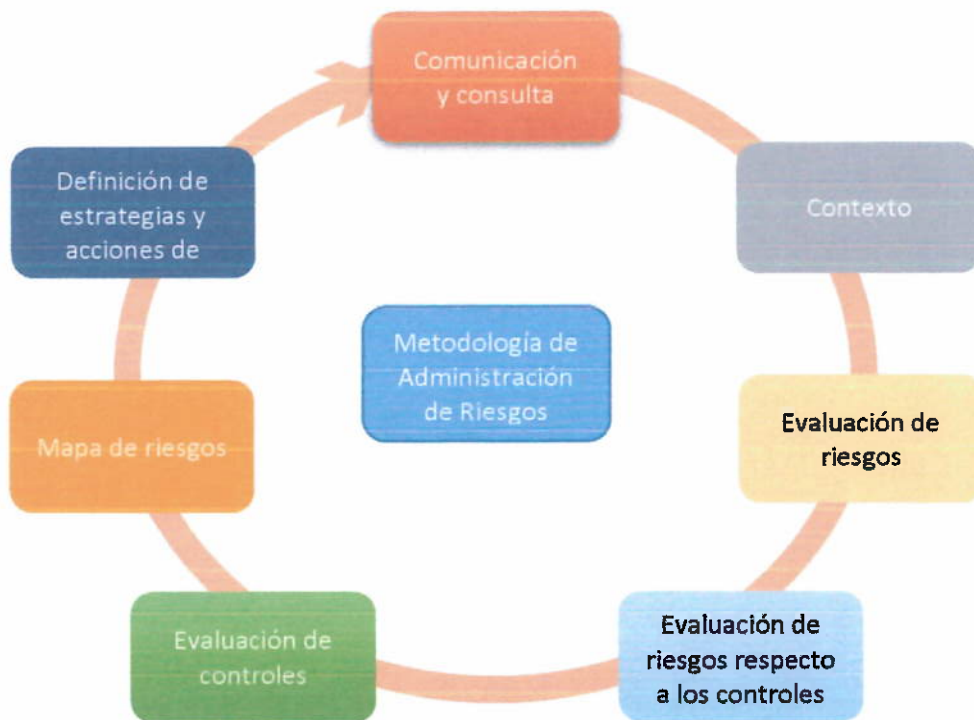 Comunicación
y consulta
Contexto
Evaluación de
riesgos
Evaluación de
riesgos respecto
a los controles
Evaluación de
controles
Mapa de riesgos
Definición de
estrategias y
acciones de
Metodología de
Administración
de Riesgos